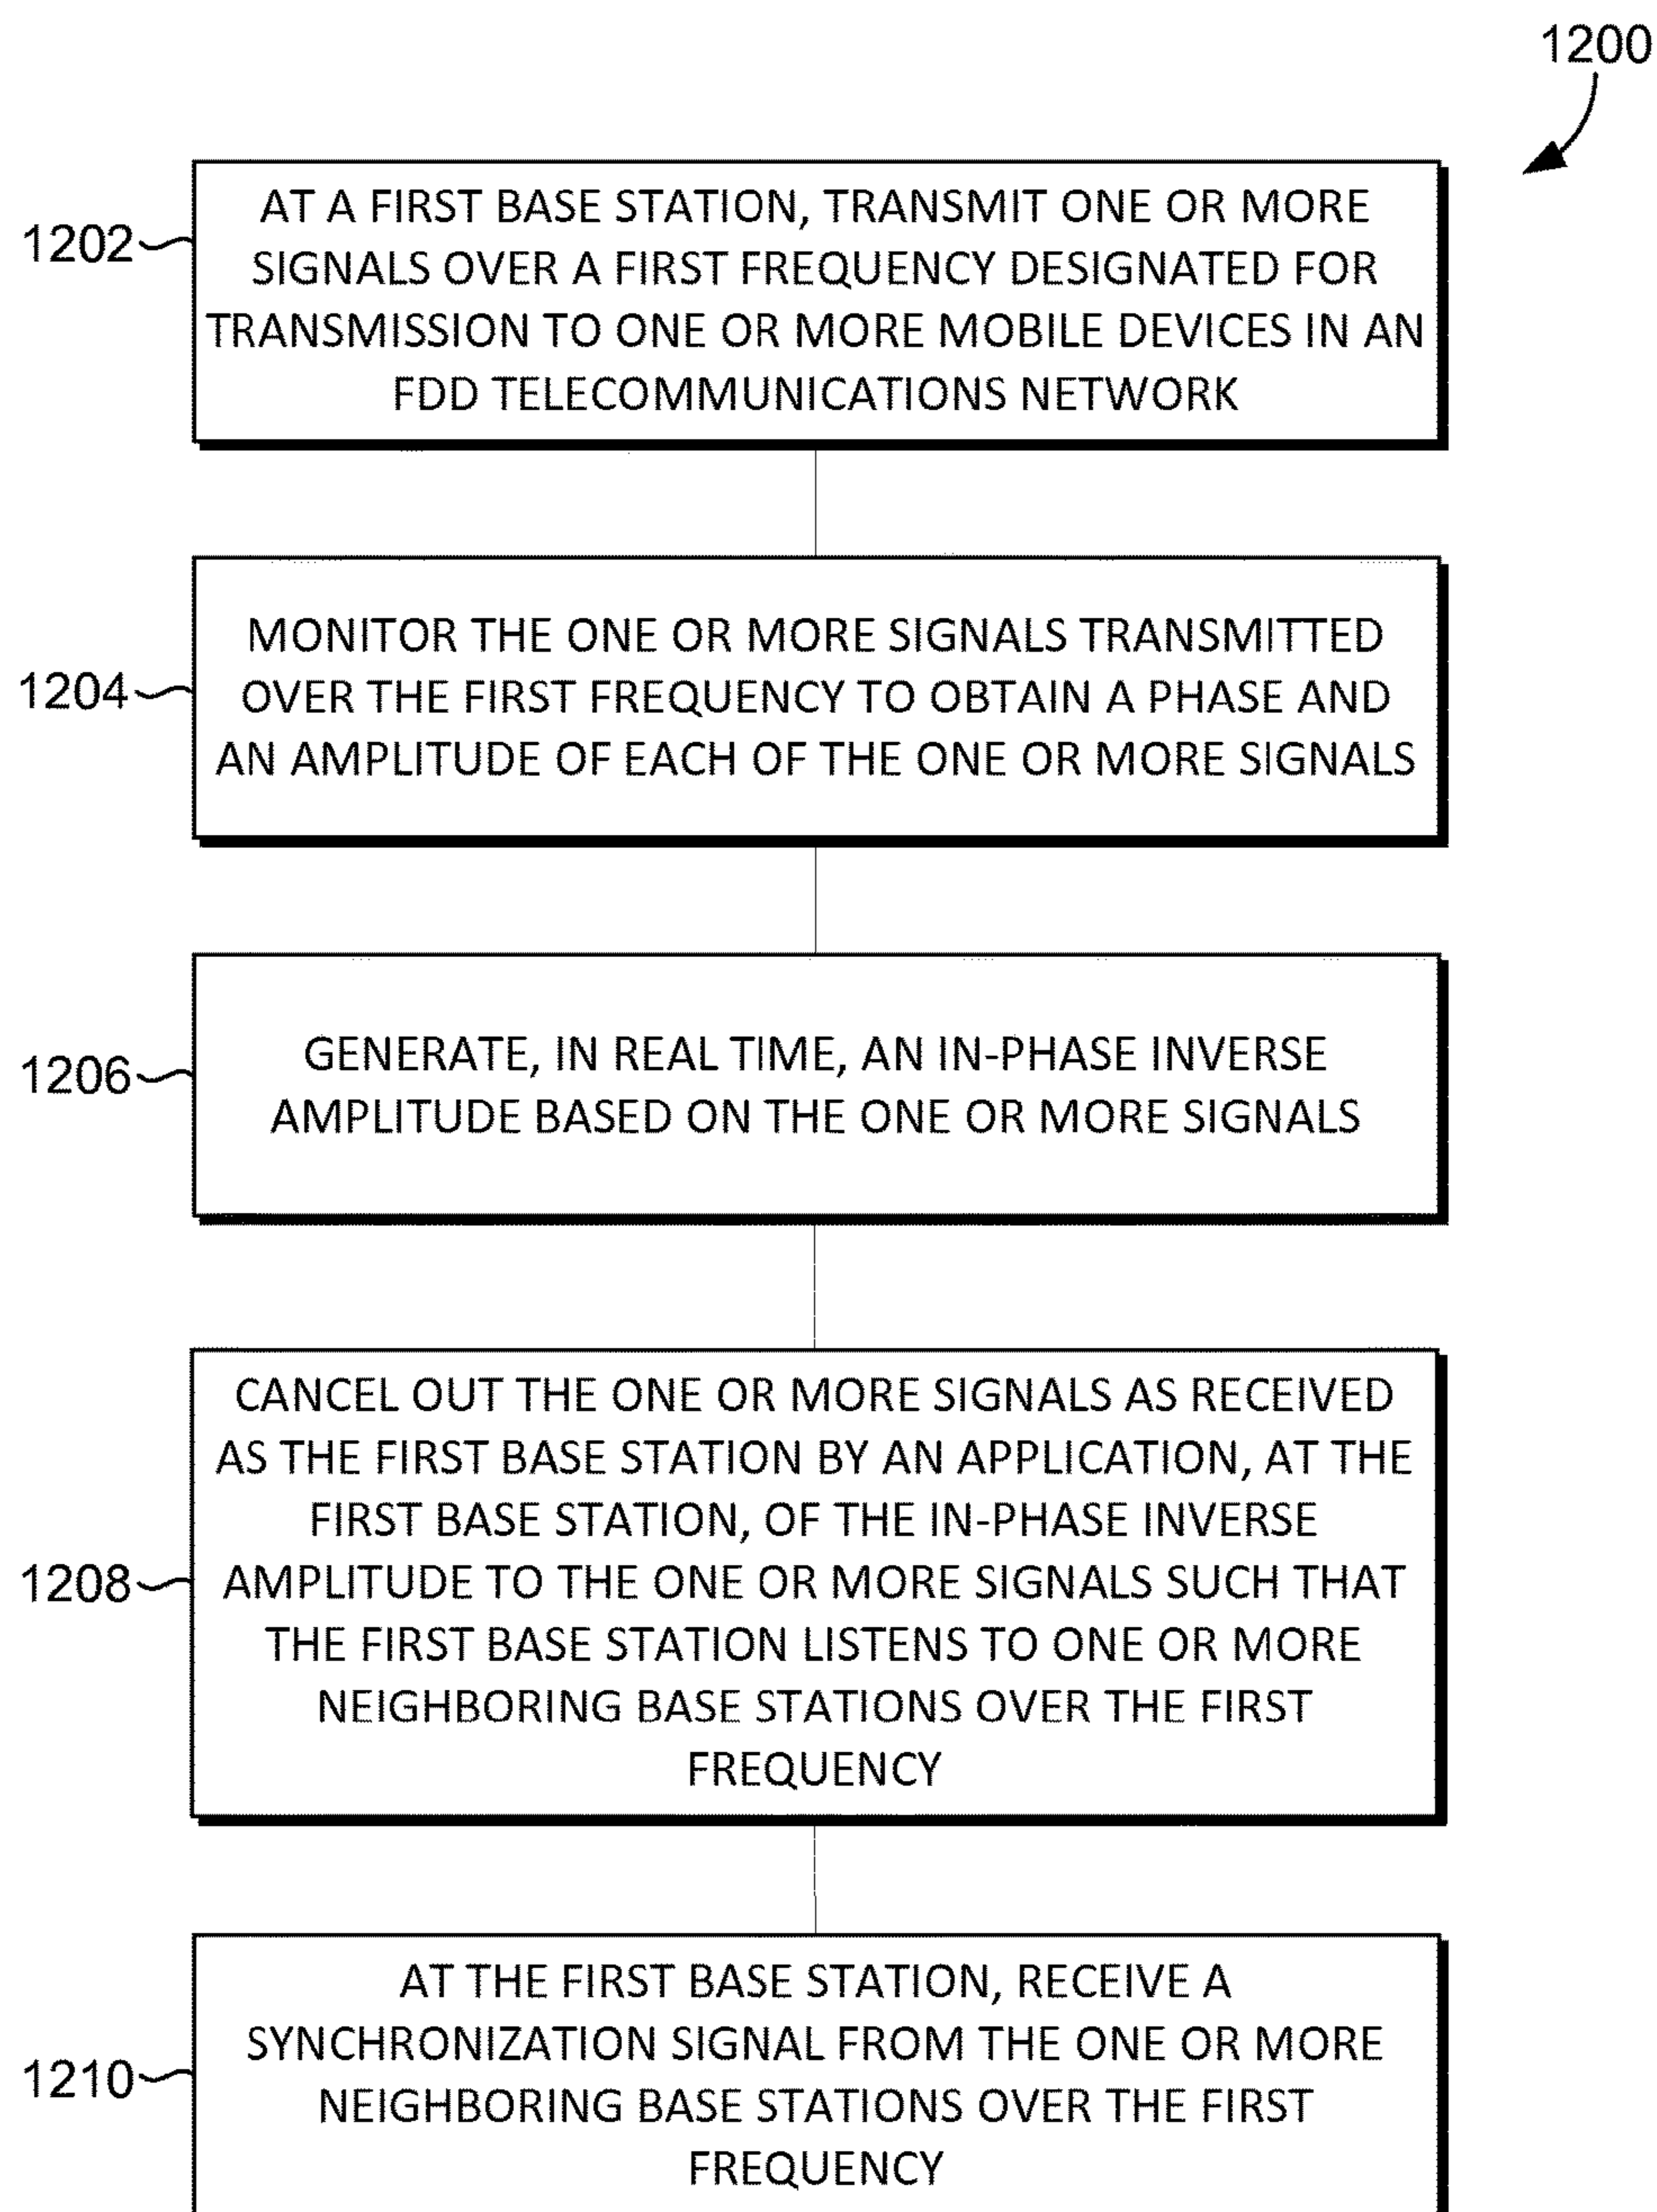 1200
1202
AT A FIRST BASE STATION, TRANSMIT ONE OR MORE
SIGNALS OVER A FIRST FREQUENCY DESIGNATED FOR
TRANSMISSION TO ONE OR MORE MOBILE DEVICES IN AN
FDD TELECOMMUNICATIONS NETWORK
1204
MONITOR THE ONE OR MORE SIGNALS TRANSMITTED
OVER THE FIRST FREQUENCY TO OBTAIN A PHASE AND
AN AMPLITUDE OF EACH OF THE ONE OR MORE SIGNALS
1206
GENERATE, IN REAL TIME, AN IN-PHASE INVERSE
AMPLITUDE BASED ON THE ONE OR MORE SIGNALS
1208
CANCEL OUT THE ONE OR MORE SIGNALS AS RECEIVED
AS THE FIRST BASE STATION BY AN APPLICATION, AT THE
FIRST BASE STATION, OF THE IN-PHASE INVERSE
AMPLITUDE TO THE ONE OR MORE SIGNALS SUCH THAT
THE FIRST BASE STATION LISTENS TO ONE OR MORE
NEIGHBORING BASE STATIONS OVER THE FIRST
FREQUENCY
1210
AT THE FIRST BASE STATION, RECEIVE A
SYNCHRONIZATION SIGNAL FROM THE ONE OR MORE
NEIGHBORING BASE STATIONS OVER THE FIRST
FREQUENCY